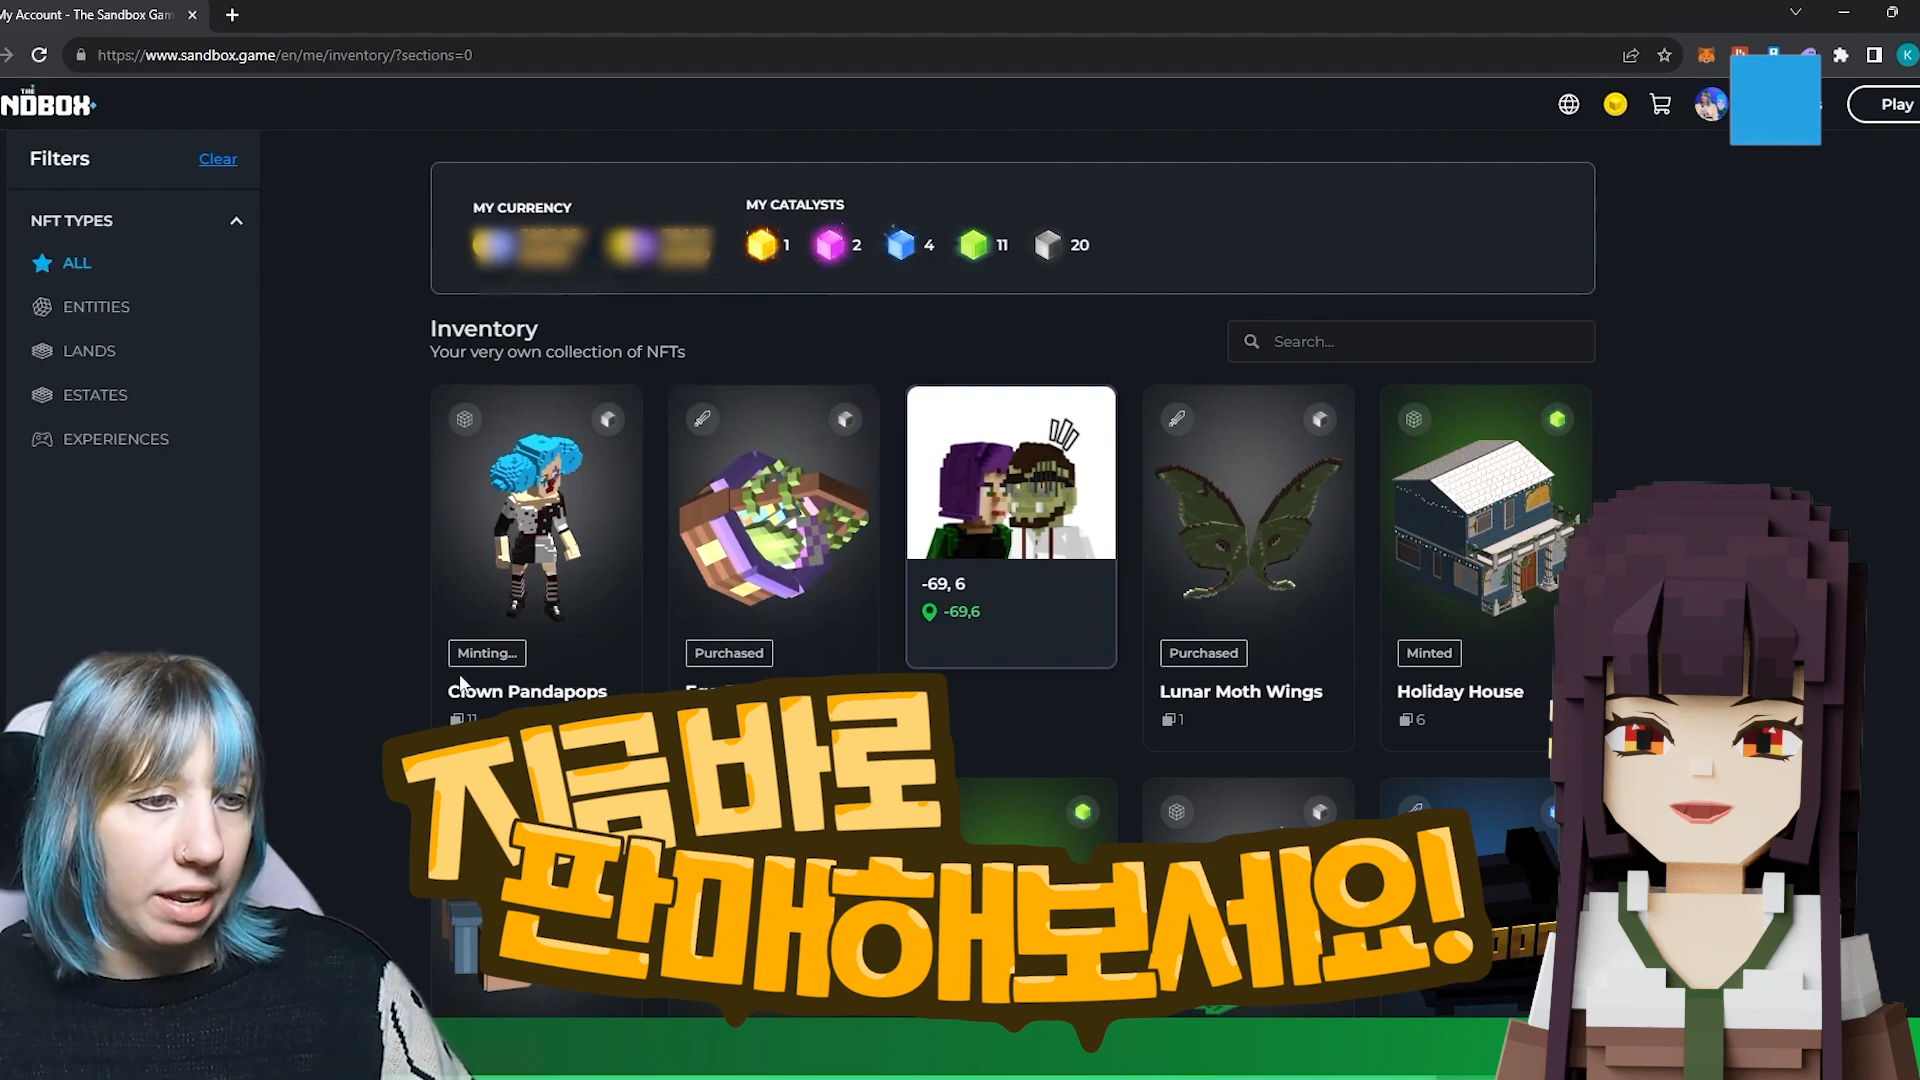 My Account - The Sandbox Gam
https://www.sandbox.game/en/me/inventory/?sections=0
K
THE
NDBOX
Play
Filters
Clear
NFT TYPES
ALL
ENTITIES
LANDS
ESTATES
EXPERIENCES
MY CURRENCY
MY CATALYSTS
1
2
4
11
20
Inventory
Your very own collection of NFTs
Search...
Minting...
Clown Pandapops
11
Purchased
-69, 6
-69,6
Purchased
Lunar Moth Wings
1
Minted
Holiday House
6
지금 바로
판매해보세요!